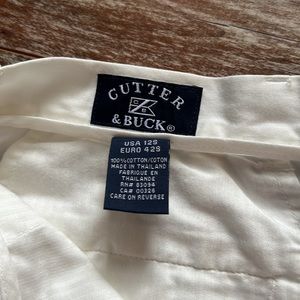 CUTTER
C B
& BUCK®
USA 12S
EURO 42S
100% COTTON/COTON
MADE IN THAILAND
FABRIQUE EN
THAILANDE
RN# 83094
CA# 00326
CARE ON REVERSE